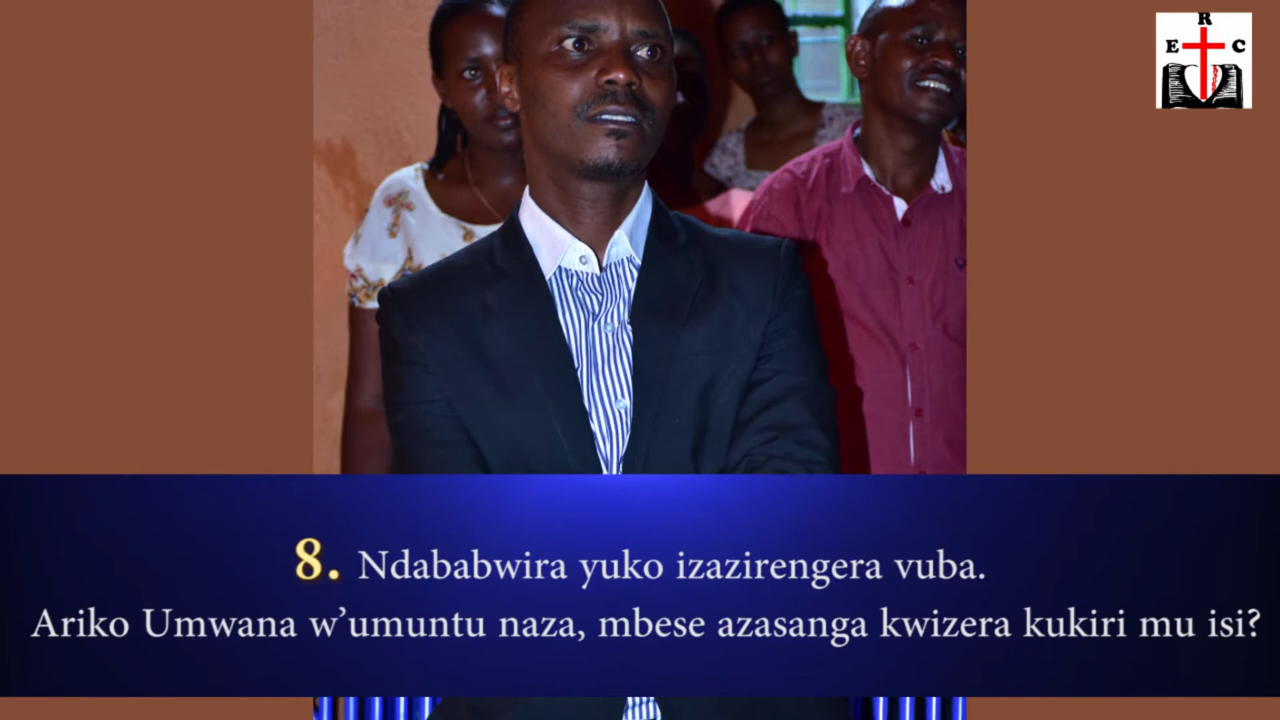 R
E C
8. Ndababwira yuko izazirengera vuba.
Ariko Umwana w’umuntu naza, mbese azasanga kwizera kukiri mu isi?